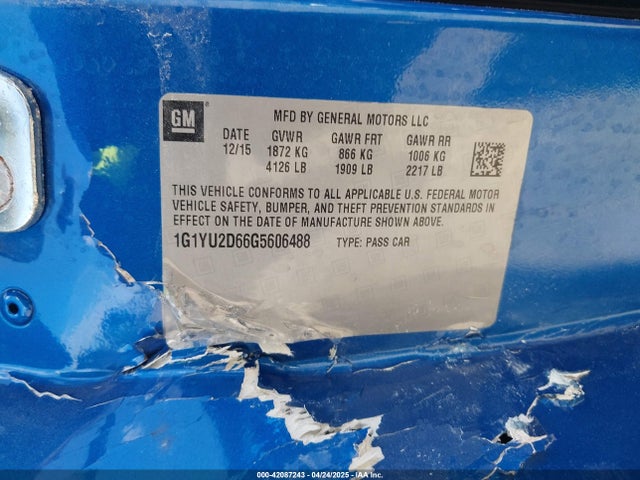 GM
MFD BY GENERAL MOTORS LLC
DATE GVWR GAWR FRT GAWR RR
12/15 1872 KG 866 KG 1006 KG
4126 LB 1909 LB 2217 LB
THIS VEHICLE CONFORMS TO ALL APPLICABLE U.S. FEDERAL MOTOR
VEHICLE SAFETY, BUMPER, AND THEFT PREVENTION STANDARDS IN
EFFECT ON THE DATE OF MANUFACTURE SHOWN ABOVE.
1G1YU2D66G5606488 TYPE: PASS CAR
000-42087243 - 04/24/2025 - IAAI.COM